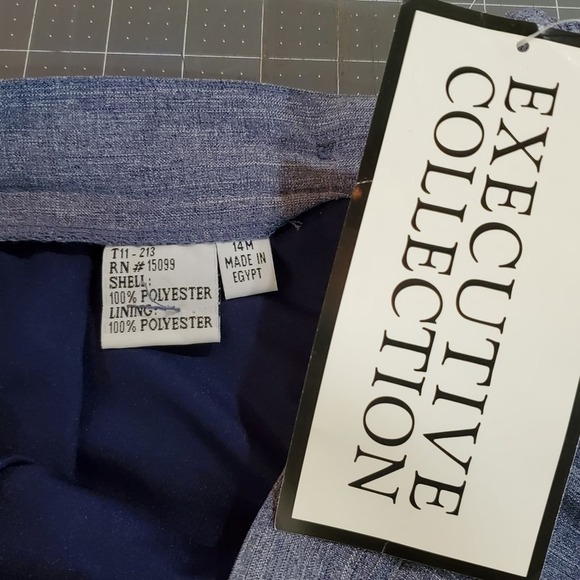 T11 - 213
RN # 15099
SHELL:
100% POLYESTER
LINING:
100% POLYESTER
14M
MADE IN
EGYPT
EXECUTIVE
COLLECTION